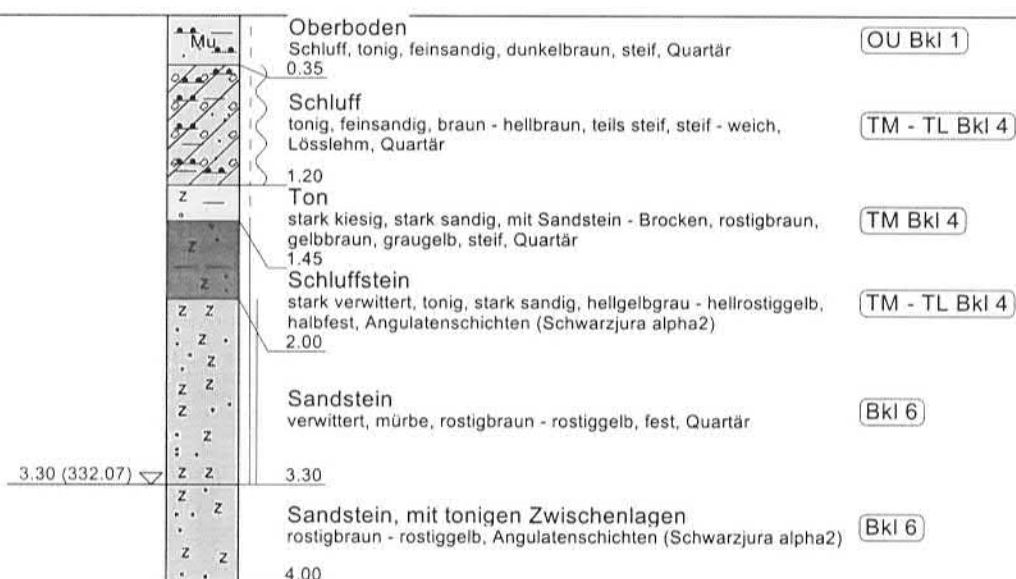 Oberboden
Mu
Schluff, tonig, feinsandig, dunkelbraun, steif, Quartär
OU Bkl 1
0.35
Schluff
tonig, feinsandig, braun - hellbraun, teils steif, steif - weich,
Lösslehm, Quartär
TM - TL Bkl 4
1.20
Ton
stark kiesig, stark sandig, mit Sandstein - Brocken, rostigbraun,
gelbbraun, graugelb, steif, Quartär
TM Bkl 4
1.45
Schluffstein
stark verwittert, tonig, stark sandig, hellgelbgrau - hellrostiggelb,
halbfest, Angulatenschichten (Schwarzjura alpha2)
TM - TL Bkl 4
2.00
Sandstein
verwittert, mürbe, rostigbraun - rostiggelb, fest, Quartär
Bkl 6
3.30 (332.07)
3.30
Sandstein, mit tonigen Zwischenlagen
rostigbraun - rostiggelb, Angulatenschichten (Schwarzjura alpha2)
Bkl 6
4.00
z
z
z
z z
z
z
z z
z
z
z z
z
z
z z